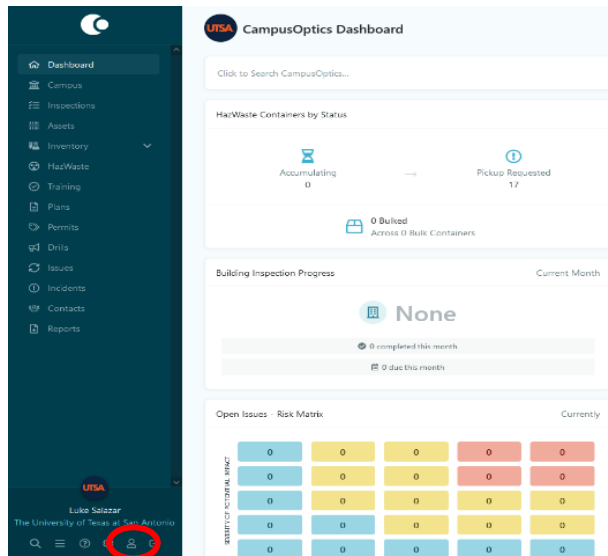 UTSA
CampusOptics Dashboard
Dashboard
Campus
Inspections
Assets
Inventory
HazWaste
Training
Plans
Permits
Drills
Issues
Incidents
Contacts
Reports
UTSA
Luke Salazar
The University of Texas at San Antonio
Click to Search CampusOptics...
HazWaste Containers by Status
Accumulating
0
Pickup Requested
17
0 Bulked
Across 0 Bulk Containers
Building Inspection Progress
Current Month
None
0 completed this month
0 due this month
Open Issues - Risk Matrix
Currently
SEVERITY OF POTENTIAL IMPACT
0 0 0 0 0
0 0 0 0 0
0 0 0 0 0
0 0 0 0 0
0 0 0 0 0